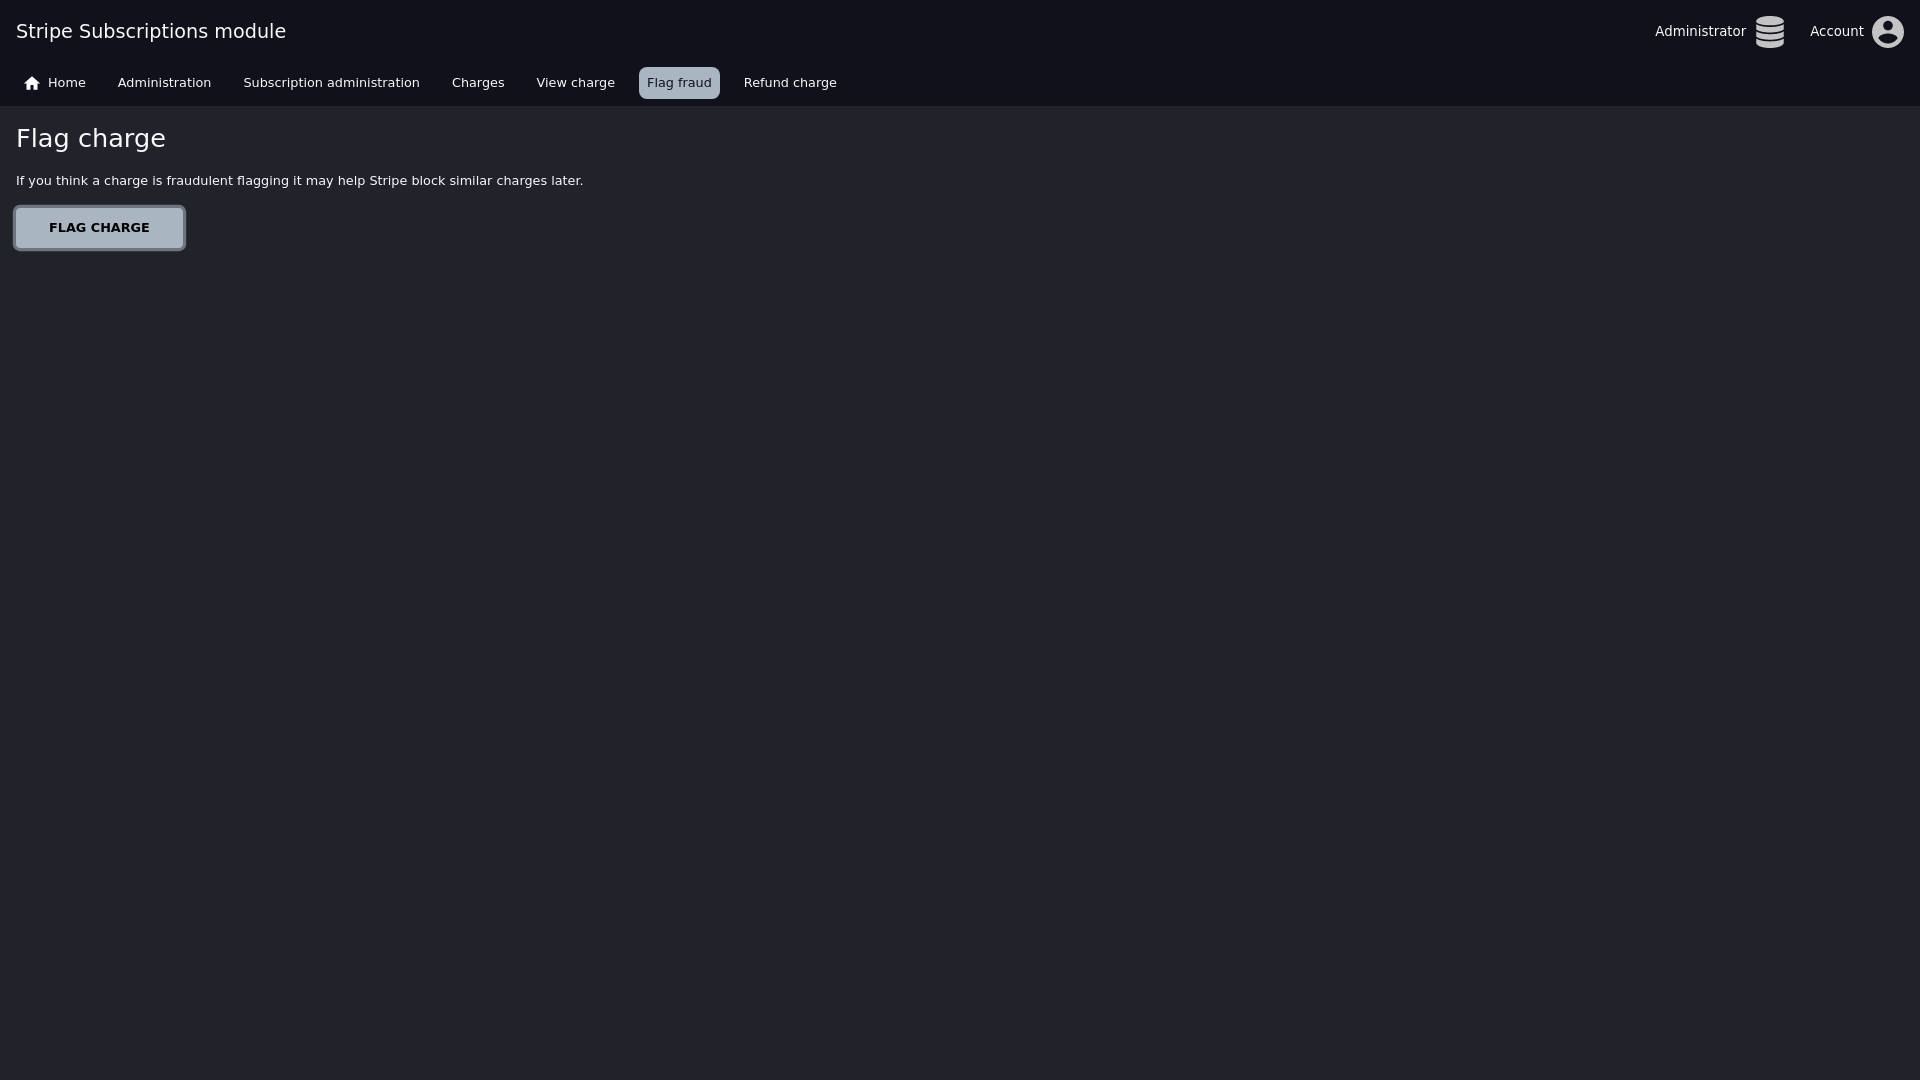 Stripe Subscriptions module
Administrator
Account
Home
Administration
Subscription administration
Charges
View charge
Flag fraud
Refund charge
Flag charge
If you think a charge is fraudulent flagging it may help Stripe block similar charges later.
FLAG CHARGE